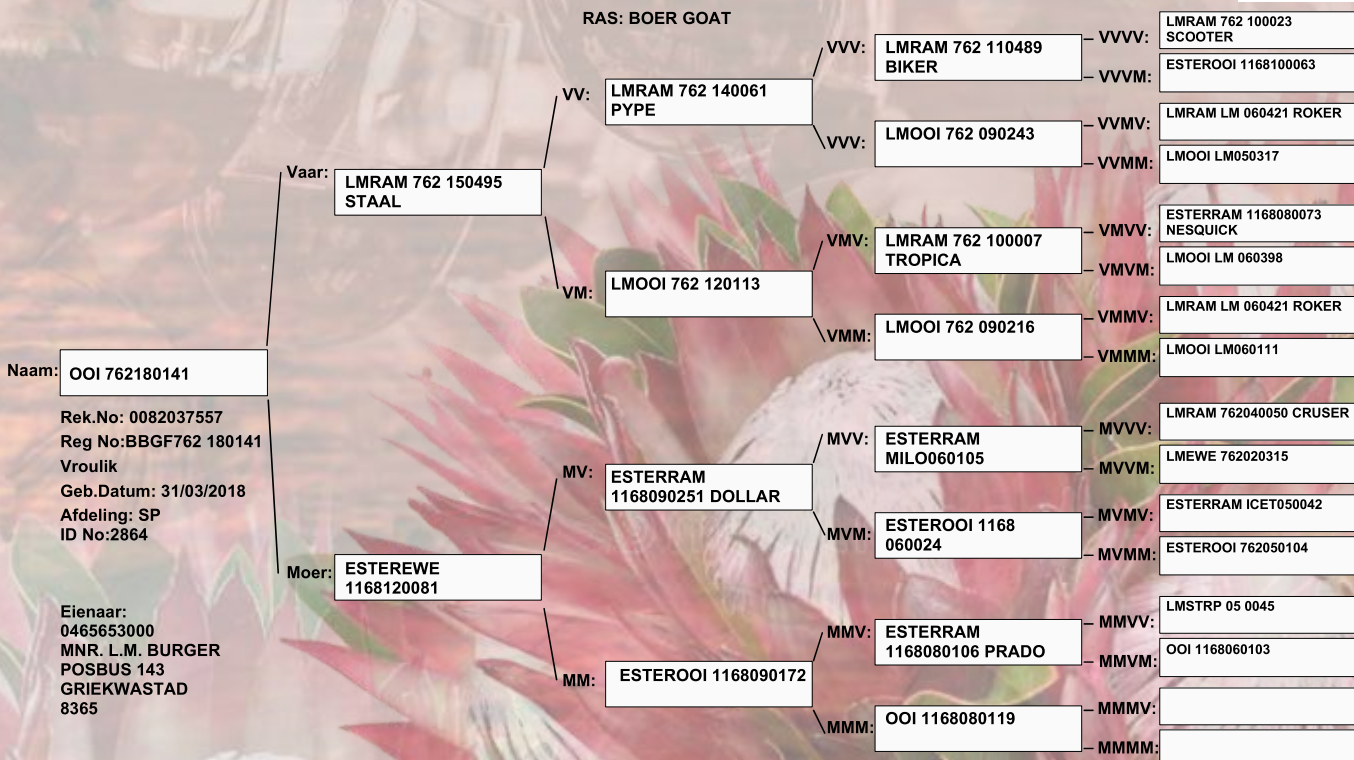 RAS: BOER GOAT
Naam:
OOI 762180141
Rek.No: 0082037557
Reg No:BBGF762 180141
Vroulik
Geb.Datum: 31/03/2018
Afdeling: SP
ID No:2864
Eienaar:
0465653000
MNR. L.M. BURGER
POSBUS 143
GRIEKWASTAD
8365
Vaar:
LMRAM 762 150495
STAAL
Moer:
ESTEREWE
1168120081
VV:
LMRAM 762 140061
PYPE
VM:
LMOOI 762 120113
MV:
ESTERRAM
1168090251 DOLLAR
MM:
ESTEROOI 1168090172
VVV:
LMRAM 762 110489
BIKER
VVV:
LMOOI 762 090243
VMV:
LMRAM 762 100007
TROPICA
VMM:
LMOOI 762 090216
MVV:
ESTERRAM
MILO060105
MVM:
ESTEROOI 1168
060024
MMV:
ESTERRAM
1168080106 PRADO
MMM:
OOI 1168080119
VVVV:
LMRAM 762 100023
SCOOTER
VVVM:
ESTEROOI 1168100063
VVMV:
LMRAM LM 060421 ROKER
VVMM:
LMOOI LM050317
VMVV:
ESTERRAM 1168080073
NESQUICK
VMVM:
LMOOI LM 060398
VMMV:
LMRAM LM 060421 ROKER
VMMM:
LMOOI LM060111
MVVV:
LMRAM 762040050 CRUSER
MVVM:
LMEWE 762020315
MVMV:
ESTERRAM ICET050042
MVMM:
ESTEROOI 762050104
MMVV:
LMSTRP 05 0045
MMVM:
OOI 1168060103
MMMV:
MMMM: